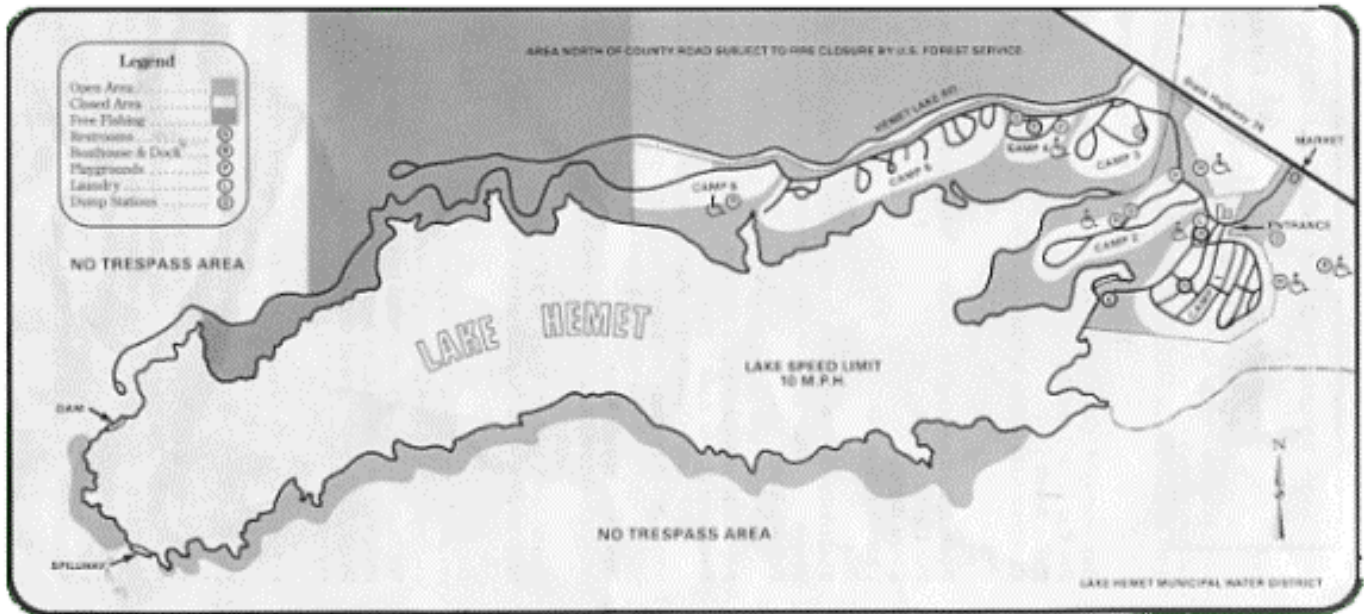 AREA NORTH OF COUNTY ROAD SUBJECT TO FIRE CLOSURE BY U.S. FOREST SERVICE
Legend
Open Area
Closed Area
Free Fishing
Restrooms
Boathouse & Dock
Playgrounds
Laundry
Dump Stations
State Highway 74
HEMET LAKE RD.
MARKET
CAMP 4
CAMP 3
CAMP 5
CAMP 6
ENTRANCE
CAMP 2
NO TRESPASS AREA
LAKE HEMET
LAKE SPEED LIMIT
10 M.P.H.
DAM
N
NO TRESPASS AREA
SPILLWAY
LAKE HEMET MUNICIPAL WATER DISTRICT